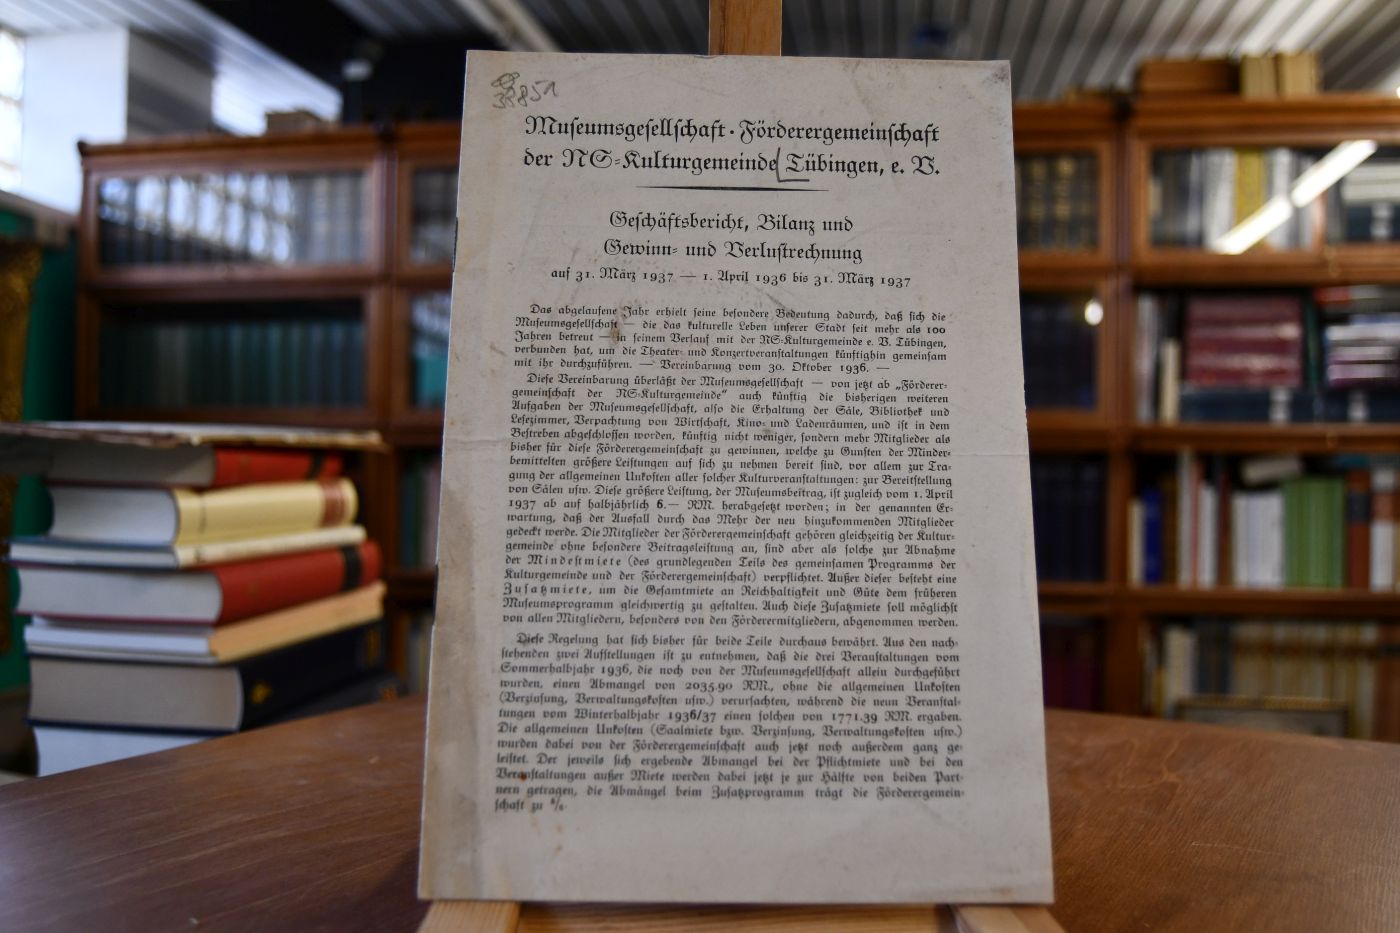 Museumsgesellschaft · Förderergemeinschaft
der NS-Kulturgemeinde Tübingen, e. V.
Geschäftsbericht, Bilanz und
Gewinn- und Verlustrechnung
auf 31. März 1937 — 1. April 1936 bis 31. März 1937
Das abgelaufene Jahr erhielt seine besondere Bedeutung dadurch, daß sich die
Museumsgesellschaft — die das kulturelle Leben unserer Stadt seit mehr als 100
Jahren betreut — in seinem Verlauf mit der NS-Kulturgemeinde e. V. Tübingen,
verbunden hat, um die Theater- und Konzertveranstaltungen künftighin gemeinsam
mit ihr durchzuführen. — Vereinbarung vom 30. Oktober 1936. —
Diese Vereinbarung überläßt der Museumsgesellschaft — von jetzt ab „Förderer-
gemeinschaft der NS-Kulturgemeinde" auch künftig die bisherigen weiteren
Aufgaben der Museumsgesellschaft, also die Erhaltung der Säle, Bibliothek und
Lesezimmer, Verpachtung von Wirtschaft, Kino- und Ladenräumen, und ist in dem
Bestreben abgeschlossen worden, künftig nicht weniger, sondern mehr Mitglieder als
bisher für diese Förderergemeinschaft zu gewinnen, welche zu Gunsten der Minder-
bemittelten größere Leistungen auf sich zu nehmen bereit sind, vor allem zur Tra-
gung der allgemeinen Unkosten aller solcher Kulturveranstaltungen: zur Bereitstellung
von Sälen usw. Diese größere Leistung, der Museumsbeitrag, ist zugleich vom 1. April
1937 ab auf halbjährlich 6.— RM. herabgesetzt worden; in der genannten Er-
wartung, daß der Ausfall durch das Mehr der neu hinzukommenden Mitglieder
gedeckt werde. Die Mitglieder der Förderergemeinschaft gehören gleichzeitig der Kultur-
gemeinde ohne besondere Beitragsleistung an, sind aber als solche zur Abnahme
der Mindestmiete (des grundlegenden Teils des gemeinsamen Programms der
Kulturgemeinde und der Förderergemeinschaft) verpflichtet. Außer dieser besteht eine
Zusatzmiete, um die Gesamtmiete an Reichhaltigkeit und Güte dem früheren
Museumsprogramm gleichwertig zu gestalten. Auch diese Zusatzmiete soll möglichst
von allen Mitgliedern, besonders von den Förderermitgliedern, abgenommen werden.
Diese Regelung hat sich bisher für beide Teile durchaus bewährt. Aus den nach-
stehenden zwei Aufstellungen ist zu entnehmen, daß die drei Veranstaltungen vom
Sommerhalbjahr 1936, die noch von der Museumsgesellschaft allein durchgeführt
wurden, einen Abmangel von 2035.90 RM., ohne die allgemeinen Unkosten
(Verzinsung, Verwaltungskosten usw.) verursachten, während die neun Veranstal-
tungen vom Winterhalbjahr 1936/37 einen solchen von 1771.39 RM. ergaben.
Die allgemeinen Unkosten (Saalmiete bzw. Verzinsung, Verwaltungskosten usw.)
wurden dabei von der Förderergemeinschaft auch jetzt noch außerdem ganz ge-
leistet. Der jeweils sich ergebende Abmangel bei der Pflichtmiete und bei den
Veranstaltungen außer Miete werden dabei jetzt je zur Hälfte von beiden Part-
nern getragen, die Abmängel beim Zusatzprogramm trägt die Förderergemein-
schaft zu